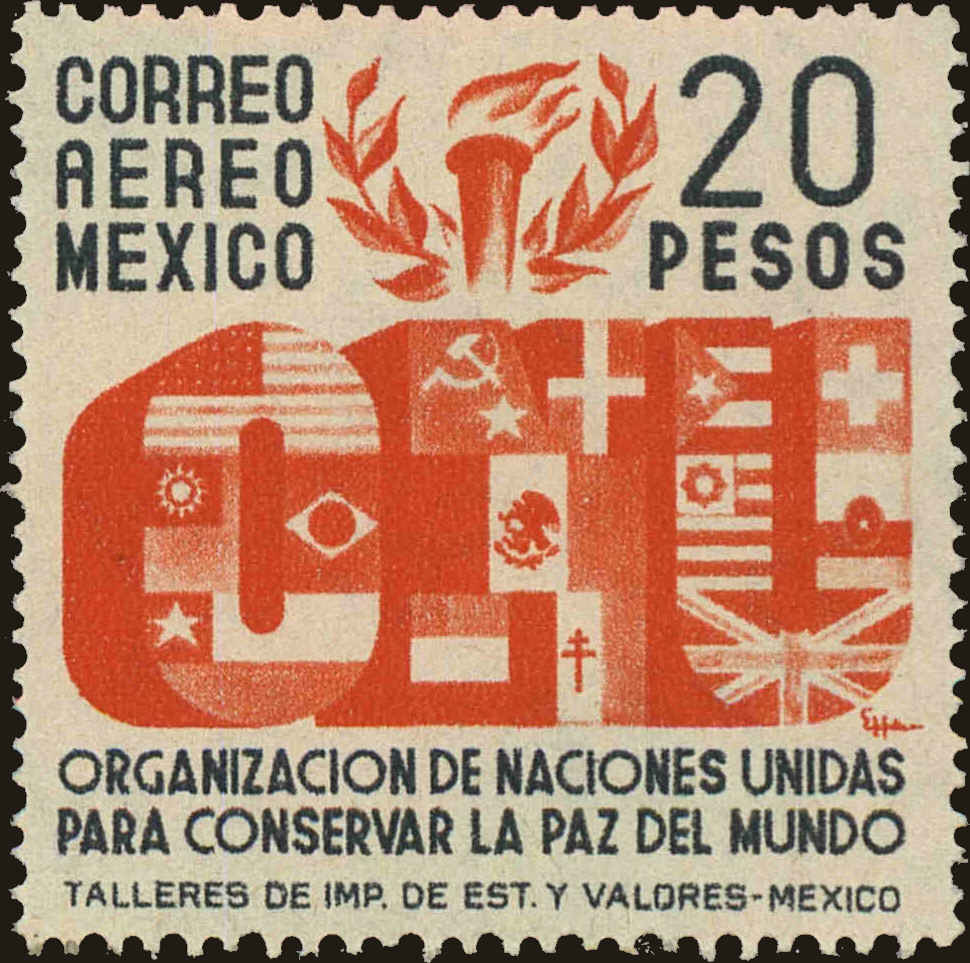 CORREO
AEREO
MEXICO
20
PESOS
ONU
ORGANIZACION DE NACIONES UNIDAS
PARA CONSERVAR LA PAZ DEL MUNDO
TALLERES DE IMP. DE EST. Y VALORES-MEXICO